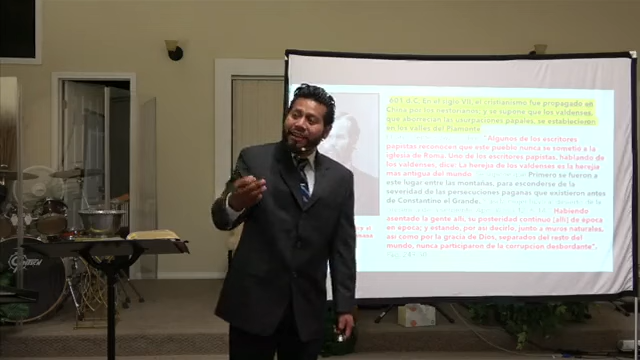 631 d.C. En el siglo VII, el cristianismo fue propagado en
China por los nestorianos, y se supone que los valdenses,
que aborrecían las usurpaciones papales, se establecieron
en los valles del Piamonte.
"Algunos de los escritores
papistas reconocen que este pueblo nunca se sometió a la
iglesia de Roma. Uno de los escritores papistas, hablando de
los valdenses, dice: La herejía de los valdenses es la herejía
mas antigua del mundo.
Primero se fueron a
este lugar entre las montañas, para esconderse de la
severidad de las persecuciones paganas que existieron antes
de Constantino el Grande.
Habiendo
asentado la gente allí, su posteridad continuó [allí] de época
en época; y estando, por así decirlo, junto a muros naturales,
así como por la gracia de Dios, separados del resto del
mundo, nunca participaron de la corrupción desbordante".